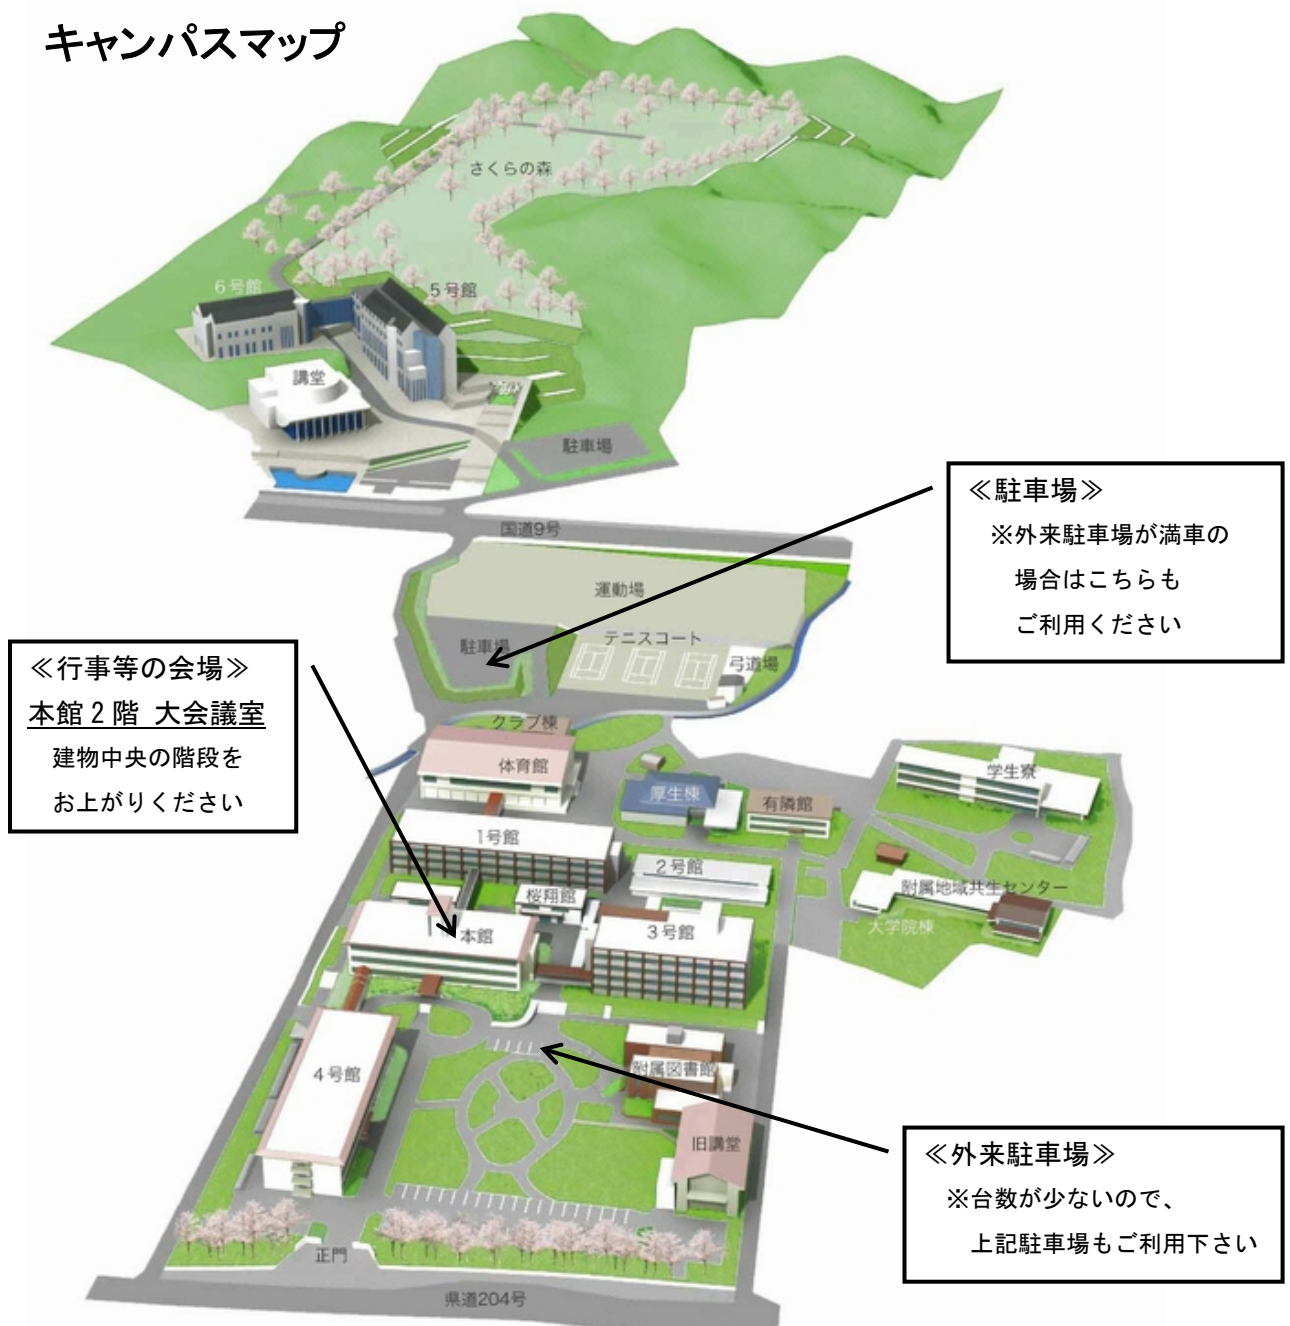 キャンパスマップ
さくらの森
6号館
5号館
講堂
駐車場
≪駐車場≫
※外来駐車場が満車の
場合はこちらも
ご利用ください
国道9号
運動場
駐車場
テニスコート
弓道場
≪行事等の会場≫
本館2階 大会議室
建物中央の階段を
お上がりください
クラブ棟
体育館
厚生棟
有隣館
学生寮
1号館
2号館
桜翔館
附属地域共生センター
大学院棟
本館
3号館
4号館
附属図書館
旧講堂
≪外来駐車場≫
※台数が少ないので、
上記駐車場もご利用下さい
正門
県道204号